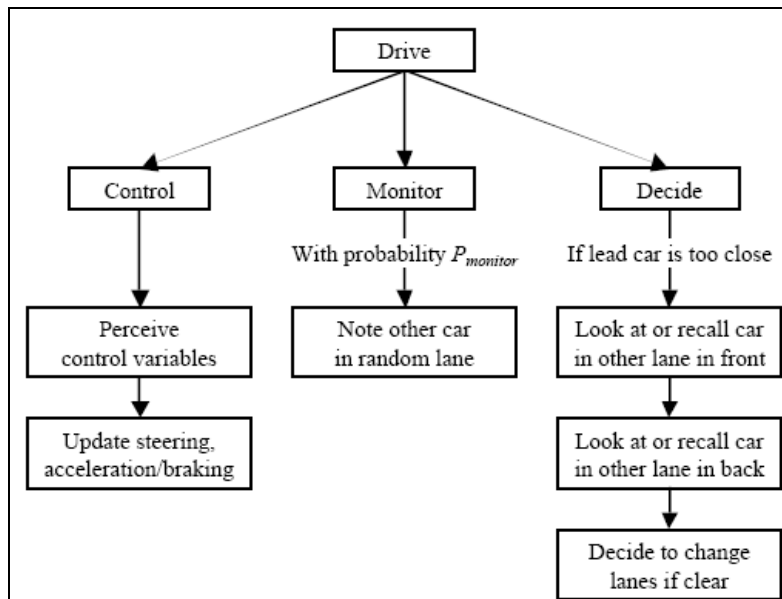 Drive
Control
Monitor
Decide
With probability Pmonitor
If lead car is too close
Perceive
control variables
Note other car
in random lane
Look at or recall car
in other lane in front
Update steering,
acceleration/braking
Look at or recall car
in other lane in back
Decide to change
lanes if clear